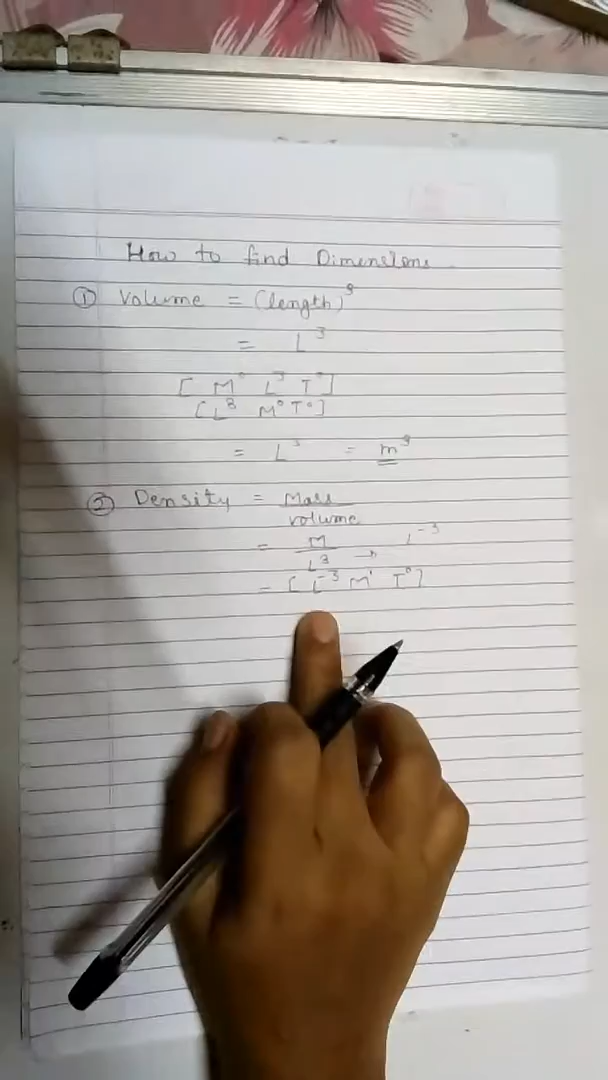 How to find Dimensions
① Volume = (length)³
= L³
[ M⁰ L³ T⁰ ]
[ L³ M⁰ T⁰ ]
= L³ = m³
② Density = Mass
volume
= M
L³ → L⁻³
= [ L⁻³ M¹ T⁰ ]